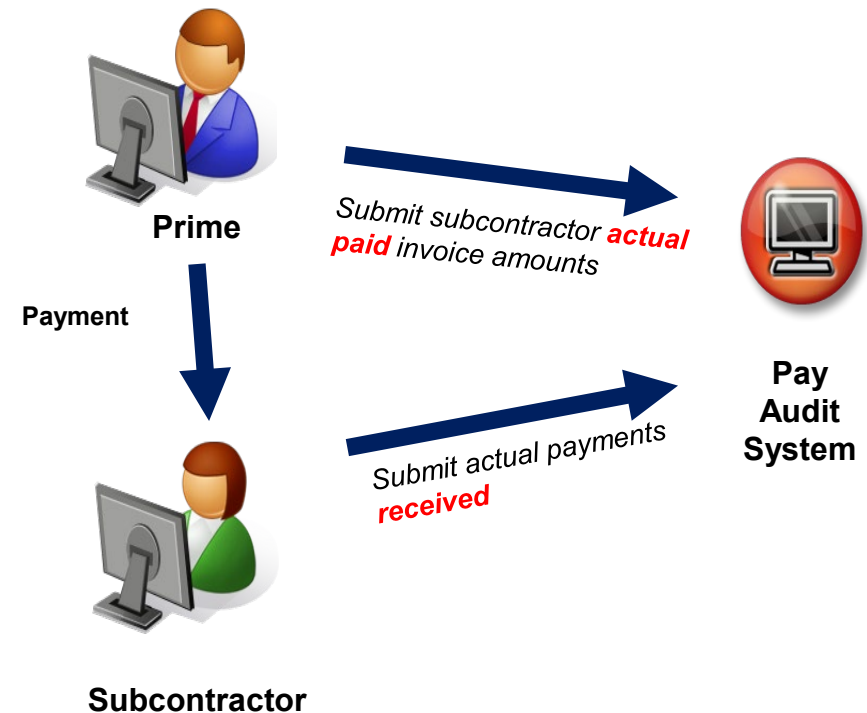 Prime
Submit subcontractor actual
paid invoice amounts
Payment
Pay
Audit
System
Submit actual payments
received
Subcontractor